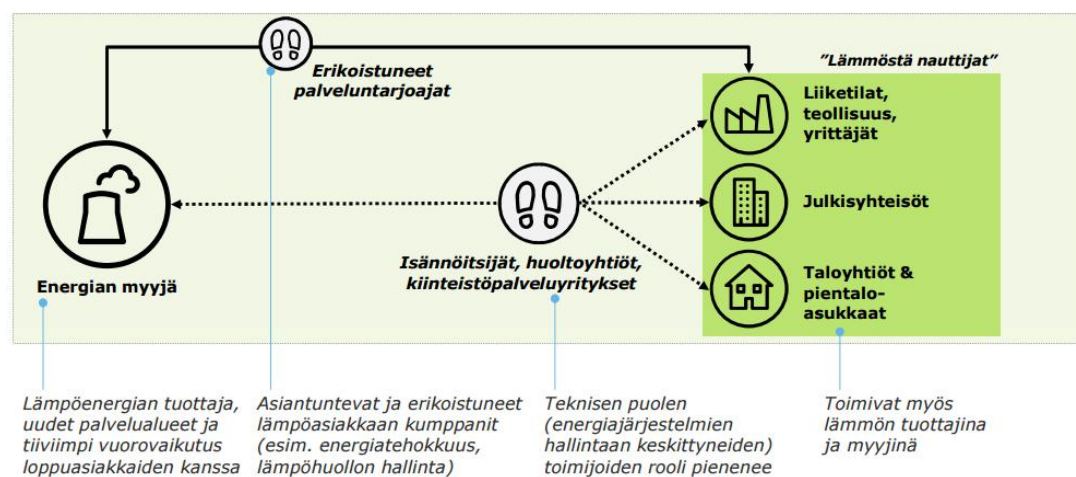 "Lämmöstä nauttijat"
Erikoistuneet
palveluntarjoajat
Liiketilat,
teollisuus,
yrittäjät
Julkisyhteisöt
Energian myyjä
Isännöitsijät, huoltoyhtiöt,
kiinteistöpalveluyritykset
Taloyhtiöt &
pientalo-
asukkaat
Lämpöenergian tuottaja,
uudet palvelualueet ja
tiiviimpi vuorovaikutus
loppuasiakkaiden kanssa
Asiantuntevat ja erikoistuneet
lämpöasiakkaan kumppanit
(esim. energiatehokkuus,
lämpöhuollon hallinta)
Teknisen puolen
(energiajärjestelmien
hallintaan keskittyneiden)
toimijoiden rooli pienenee
Toimivat myös
lämmön tuottajina
ja myyjinä